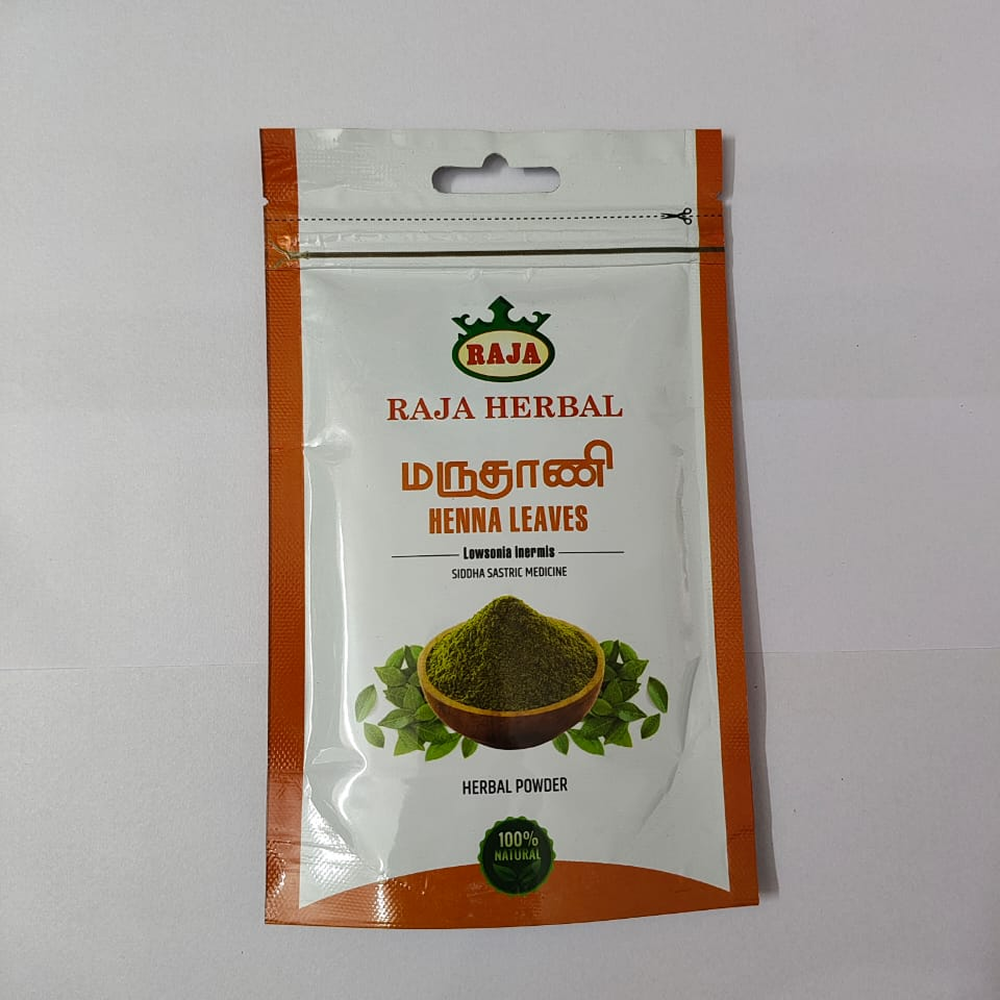 RAJA
RAJA HERBAL
மருதாணி
HENNA LEAVES
Lowsonia Inermis
SIDDHA SASTRIC MEDICINE
HERBAL POWDER
100%
NATURAL